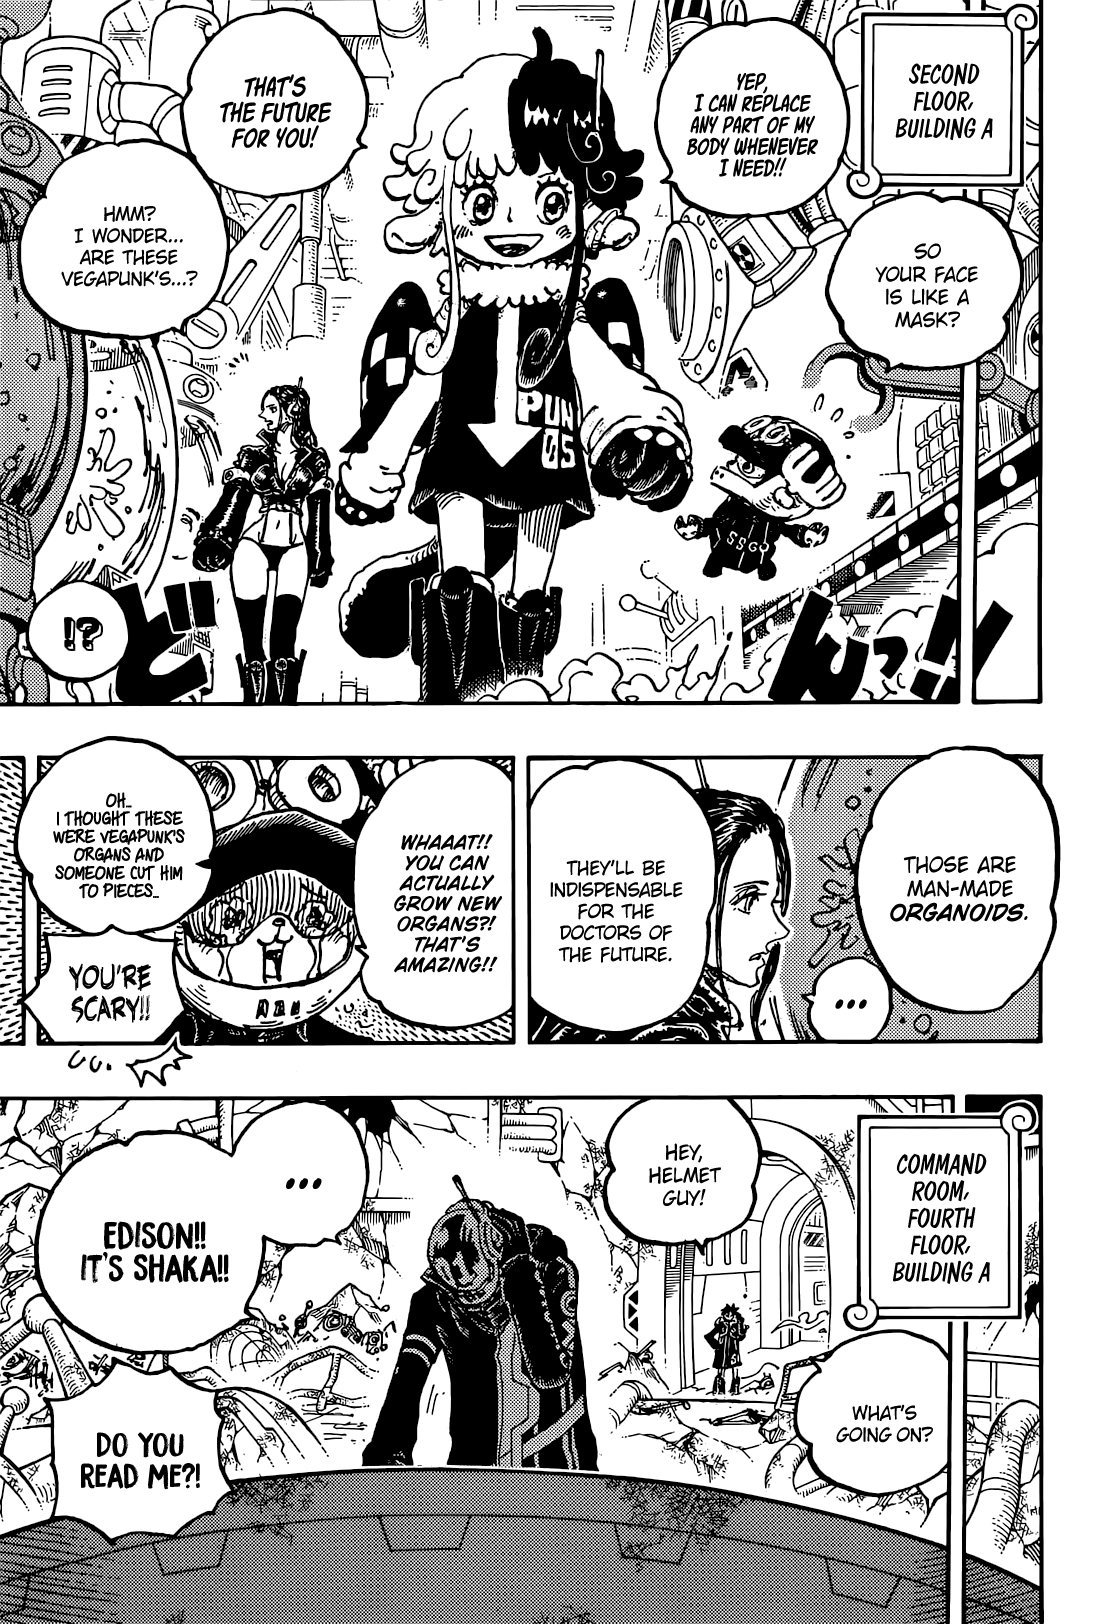 SECOND
FLOOR,
BUILDING A
YEP,
I CAN REPLACE
ANY PART OF MY
BODY WHENEVER
I NEED!!
SO
YOUR FACE
IS LIKE A
MASK?
THAT'S
THE FUTURE
FOR YOU!
HMM?
I WONDER...
ARE THESE
VEGAPUNK'S...?
PUNK
05
SSGO
!?
ど
ん
っ
!!
THOSE ARE
MAN-MADE
ORGANOIDS.
...
THEY'LL BE
INDISPENSABLE
FOR THE
DOCTORS OF
THE FUTURE.
WHAAAT!!
YOU CAN
ACTUALLY
GROW NEW
ORGANS?!
THAT'S
AMAZING!!
OH...
I THOUGHT THESE
WERE VEGAPUNK'S
ORGANS AND
SOMEONE CUT HIM
TO PIECES...
YOU'RE
SCARY!!
COMMAND
ROOM,
FOURTH
FLOOR,
BUILDING A
HEY,
HELMET
GUY!
WHAT'S
GOING ON?
...
EDISON!!
IT'S SHAKA!!
DO YOU
READ ME?!